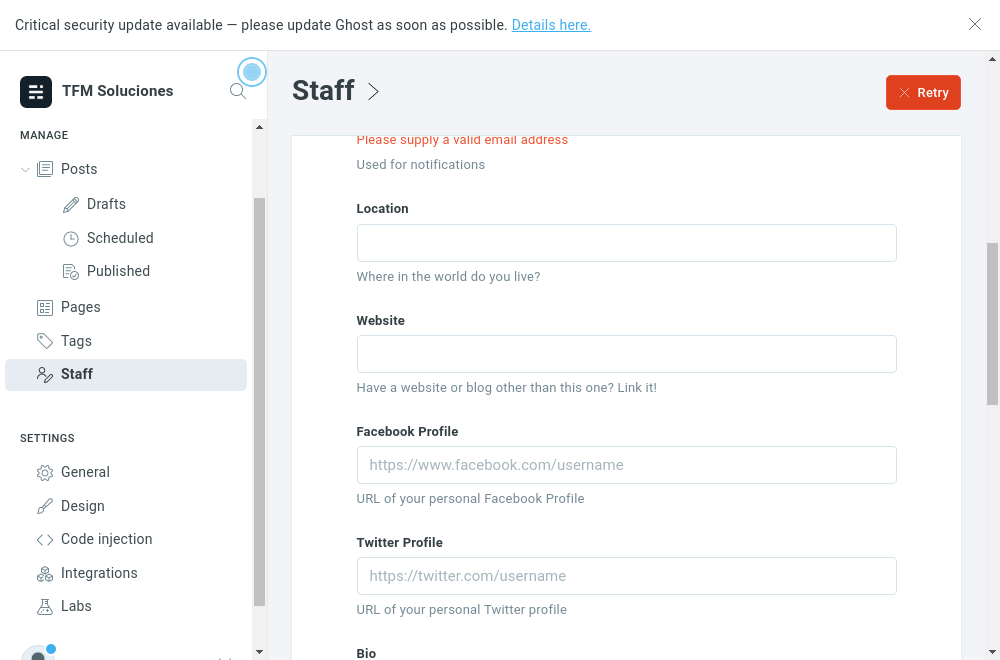 Critical security update available — please update Ghost as soon as possible. Details here.
TFM Soluciones
MANAGE
Posts
Drafts
Scheduled
Published
Pages
Tags
Staff
SETTINGS
General
Design
Code injection
Integrations
Labs
Staff
Retry
Please supply a valid email address
Used for notifications
Location
Where in the world do you live?
Website
Have a website or blog other than this one? Link it!
Facebook Profile
https://www.facebook.com/username
URL of your personal Facebook Profile
Twitter Profile
https://twitter.com/username
URL of your personal Twitter profile
Bio